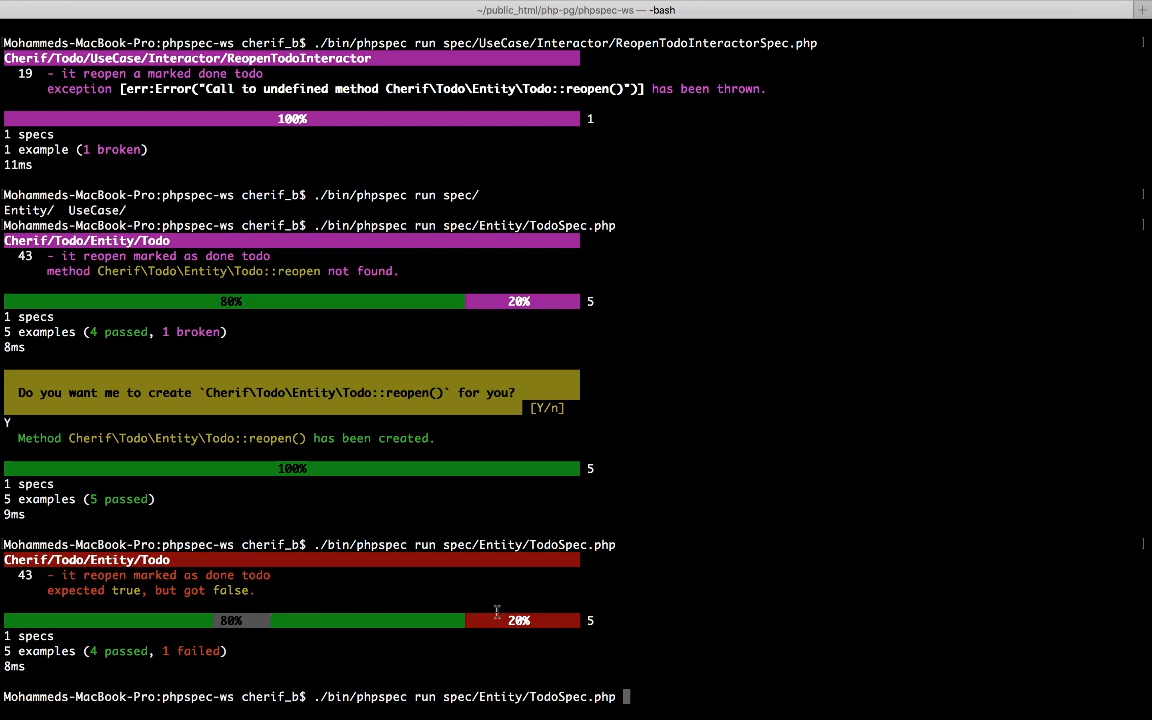 ~/public_html/php-pg/phpspec-ws — -bash
Mohammeds-MacBook-Pro:phpspec-ws cherif_b$ ./bin/phpspec run spec/UseCase/Interactor/ReopenTodoInteractorSpec.php
Cherif/Todo/UseCase/Interactor/ReopenTodoInteractor
19 - it reopen a marked done todo
exception [err:Error("Call to undefined method Cherif\Todo\Entity\Todo::reopen()")] has been thrown.
100% 1
1 specs
1 example (1 broken)
11ms
Mohammeds-MacBook-Pro:phpspec-ws cherif_b$ ./bin/phpspec run spec/
Entity/ UseCase/
Mohammeds-MacBook-Pro:phpspec-ws cherif_b$ ./bin/phpspec run spec/Entity/TodoSpec.php
Cherif/Todo/Entity/Todo
43 - it reopen marked as done todo
method Cherif\Todo\Entity\Todo::reopen not found.
80% 20% 5
1 specs
5 examples (4 passed, 1 broken)
8ms
Do you want me to create `Cherif\Todo\Entity\Todo::reopen()` for you?
[Y/n]
Y
Method Cherif\Todo\Entity\Todo::reopen() has been created.
100% 5
1 specs
5 examples (5 passed)
9ms
Mohammeds-MacBook-Pro:phpspec-ws cherif_b$ ./bin/phpspec run spec/Entity/TodoSpec.php
Cherif/Todo/Entity/Todo
43 - it reopen marked as done todo
expected true, but got false.
80% 20% 5
1 specs
5 examples (4 passed, 1 failed)
8ms
Mohammeds-MacBook-Pro:phpspec-ws cherif_b$ ./bin/phpspec run spec/Entity/TodoSpec.php